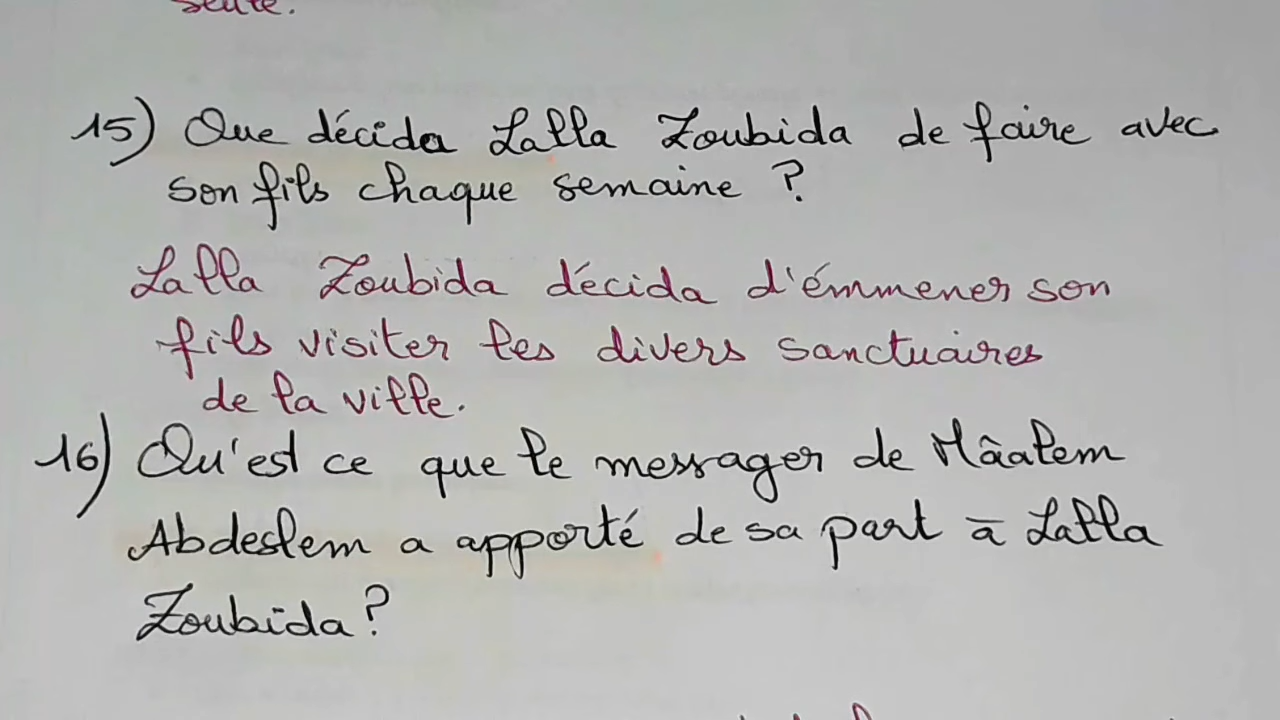 seule.
15) Que décida Lalla Zoubida de faire avec
son fils chaque semaine ?
Lalla Zoubida décida d'émmener son
fils visiter les divers sanctuaires
de la ville.
16) Qu'est ce que le messager de Mâalem
Abdeslem a apporté de sa part à Lalla
Zoubida ?